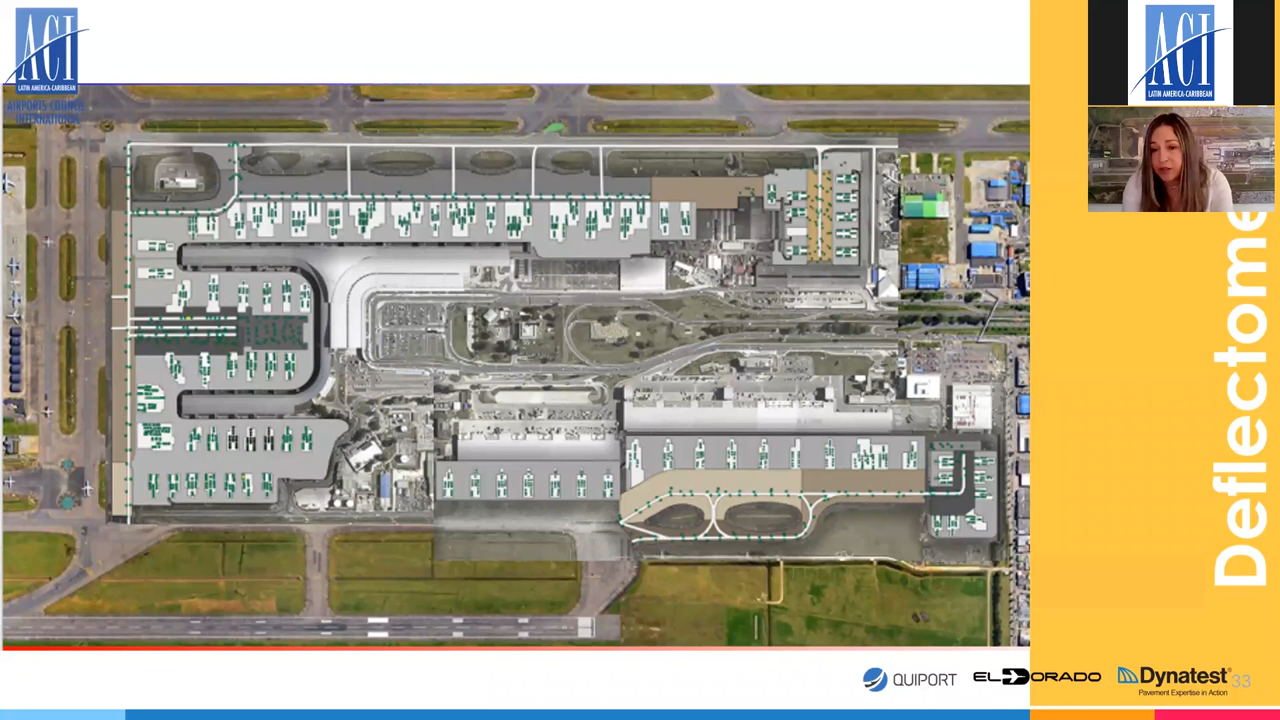 ACI
LATIN AMERICA-CARIBBEAN
AIRPORTS COUNCIL
INTERNATIONAL
ACI
LATIN AMERICA-CARIBBEAN
Deflectome
QUIPORT
EL DORADO
Dynatest®
Pavement Expertise in Action
33